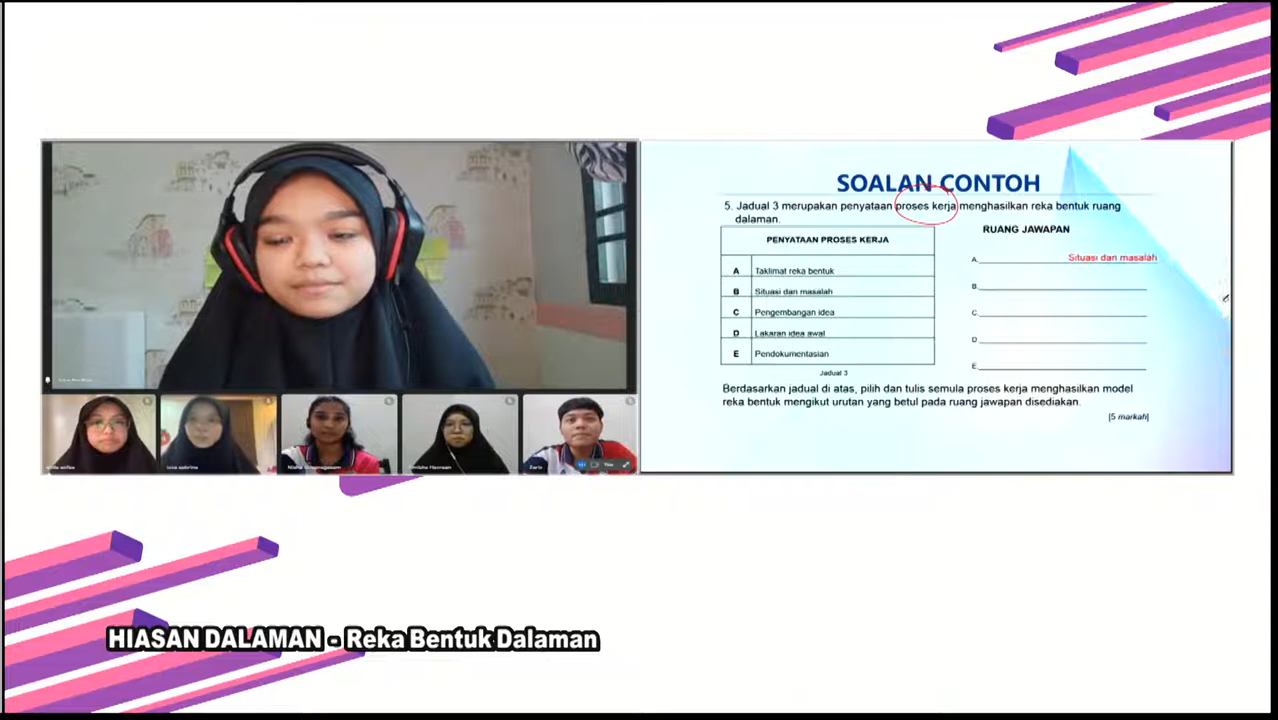 SOALAN CONTOH
5. Jadual 3 merupakan penyataan proses kerja menghasilkan reka bentuk ruang
dalaman.
PENYATAAN PROSES KERJA
A Taklimat reka bentuk
B Situasi dan masalah
C Pengembangan idea
D Lakaran idea awal
E Pendokumentasian
Jadual 3
RUANG JAWAPAN
A. Situasi dan masalah
B.
C.
D.
E.
Berdasarkan jadual di atas, pilih dan tulis semula proses kerja menghasilkan model
reka bentuk mengikut urutan yang betul pada ruang jawapan disediakan.
[5 markah]
Zaris
HIASAN DALAMAN - Reka Bentuk Dalaman